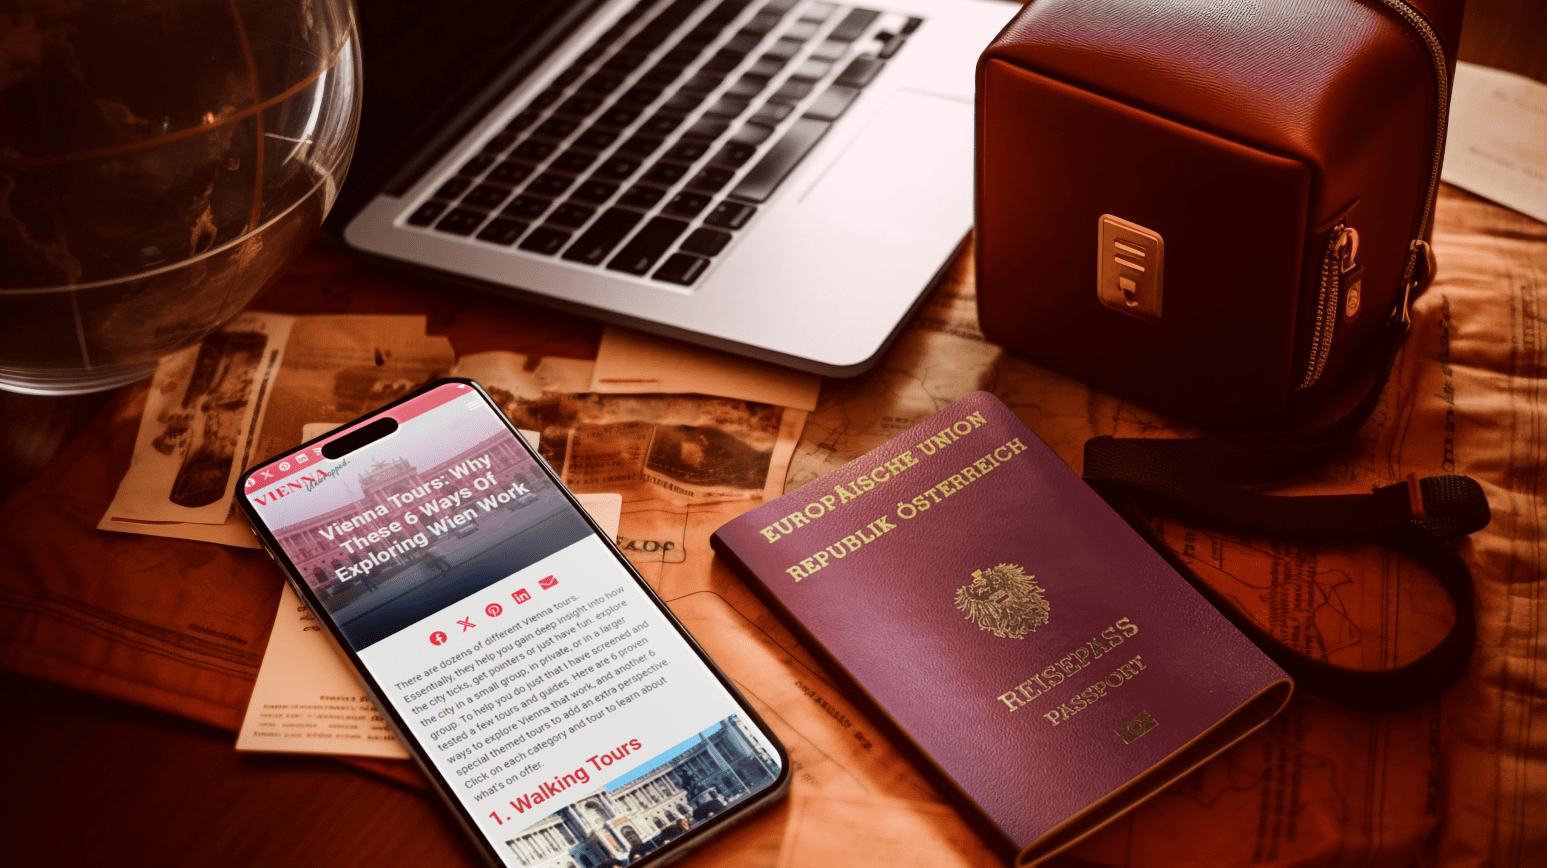 VIENNA
Unwrapped.
Vienna Tours: Why
These 6 Ways Of
Exploring Wien Work
There are dozens of different Vienna tours.
Essentially, they help you gain deep insight into how
the city ticks, get pointers or just have fun. explore
the city in a small group, in private, or in a larger
group. To help you do just that I have screened and
tested a few tours and guides. Here are 6 proven
ways to explore Vienna that work, and another 6
special themed tours to add an extra perspective.
Click on each category and tour to learn about
what's on offer.
1. Walking Tours
EUROPÄISCHE UNION
REPUBLIK ÖSTERREICH
REISEPASS
PASSPORT